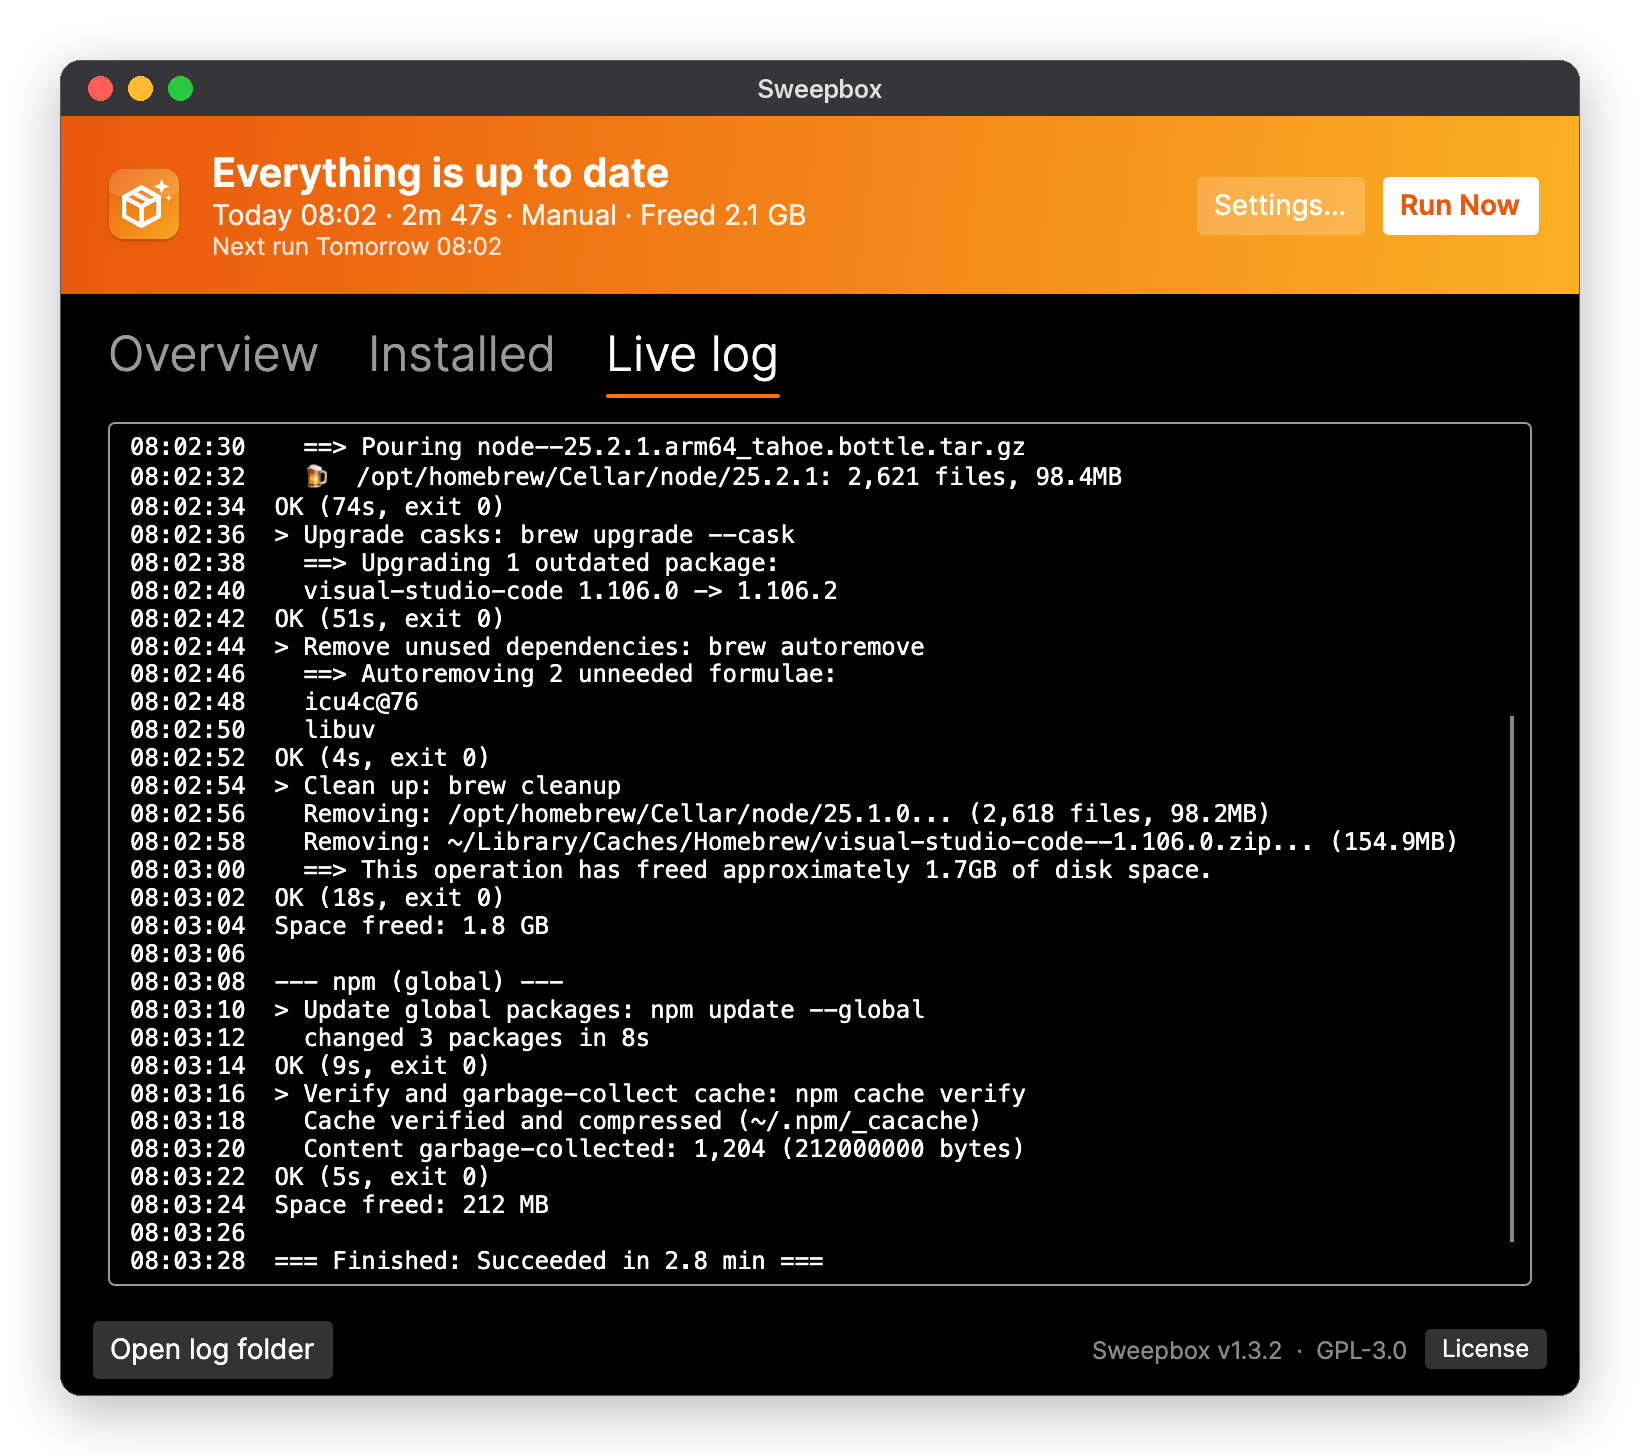 Sweepbox
Everything is up to date
Today 08:02 · 2m 47s · Manual · Freed 2.1 GB
Next run Tomorrow 08:02
Settings...
Run Now
Overview
Installed
Live log
08:02:30    ==> Pouring node--25.2.1.arm64_tahoe.bottle.tar.gz
08:02:32    🍺  /opt/homebrew/Cellar/node/25.2.1: 2,621 files, 98.4MB
08:02:34  OK (74s, exit 0)
08:02:36  > Upgrade casks: brew upgrade --cask
08:02:38    ==> Upgrading 1 outdated package:
08:02:40    visual-studio-code 1.106.0 -> 1.106.2
08:02:42  OK (51s, exit 0)
08:02:44  > Remove unused dependencies: brew autoremove
08:02:46    ==> Autoremoving 2 unneeded formulae:
08:02:48    icu4c@76
08:02:50    libuv
08:02:52  OK (4s, exit 0)
08:02:54  > Clean up: brew cleanup
08:02:56    Removing: /opt/homebrew/Cellar/node/25.1.0... (2,618 files, 98.2MB)
08:02:58    Removing: ~/Library/Caches/Homebrew/visual-studio-code--1.106.0.zip... (154.9MB)
08:03:00    ==> This operation has freed approximately 1.7GB of disk space.
08:03:02  OK (18s, exit 0)
08:03:04  Space freed: 1.8 GB
08:03:06
08:03:08  --- npm (global) ---
08:03:10  > Update global packages: npm update --global
08:03:12    changed 3 packages in 8s
08:03:14  OK (9s, exit 0)
08:03:16  > Verify and garbage-collect cache: npm cache verify
08:03:18    Cache verified and compressed (~/.npm/_cacache)
08:03:20    Content garbage-collected: 1,204 (212000000 bytes)
08:03:22  OK (5s, exit 0)
08:03:24  Space freed: 212 MB
08:03:26
08:03:28  === Finished: Succeeded in 2.8 min ===
Open log folder
Sweepbox v1.3.2 · GPL-3.0
License